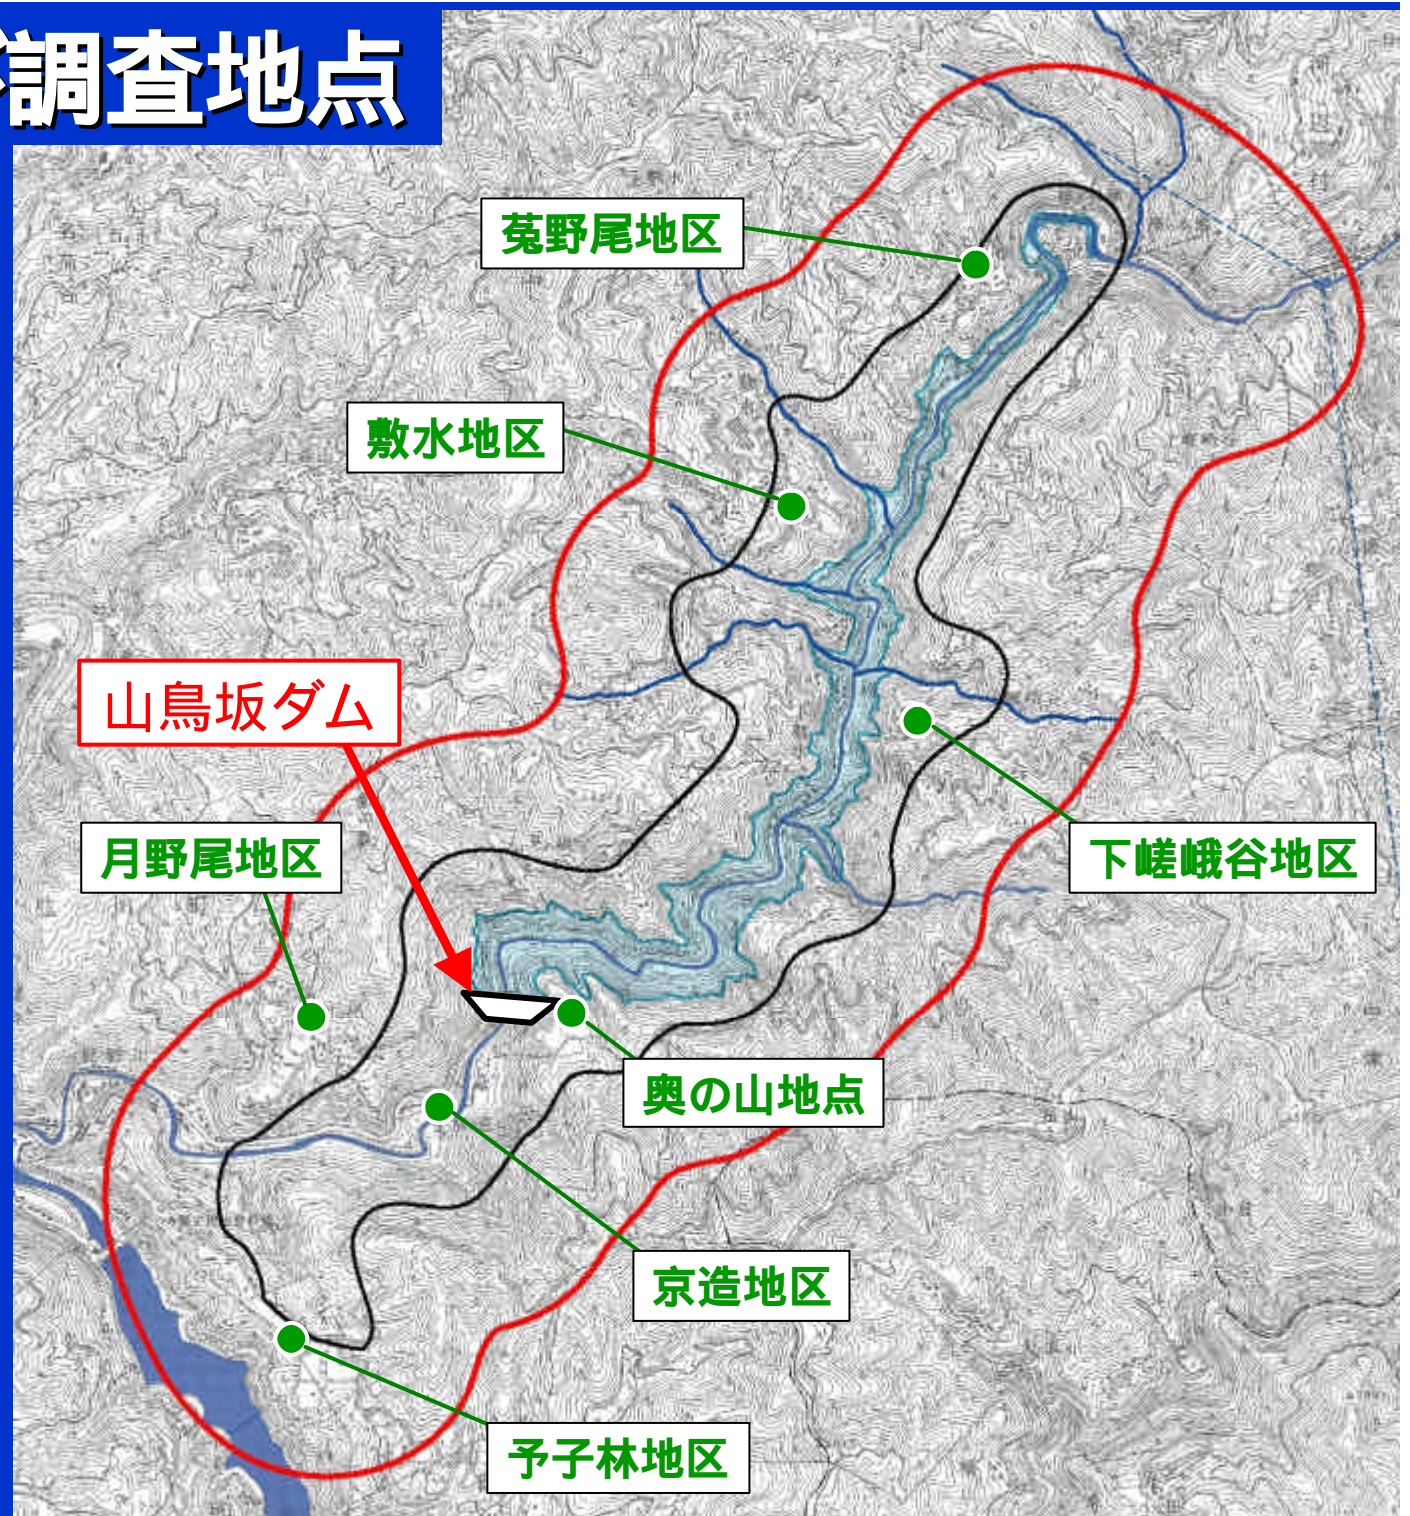 調査地点
菟野尾地区
敷水地区
山鳥坂ダム
月野尾地区
下嵯峨谷地区
奥の山地点
京造地区
予子林地区